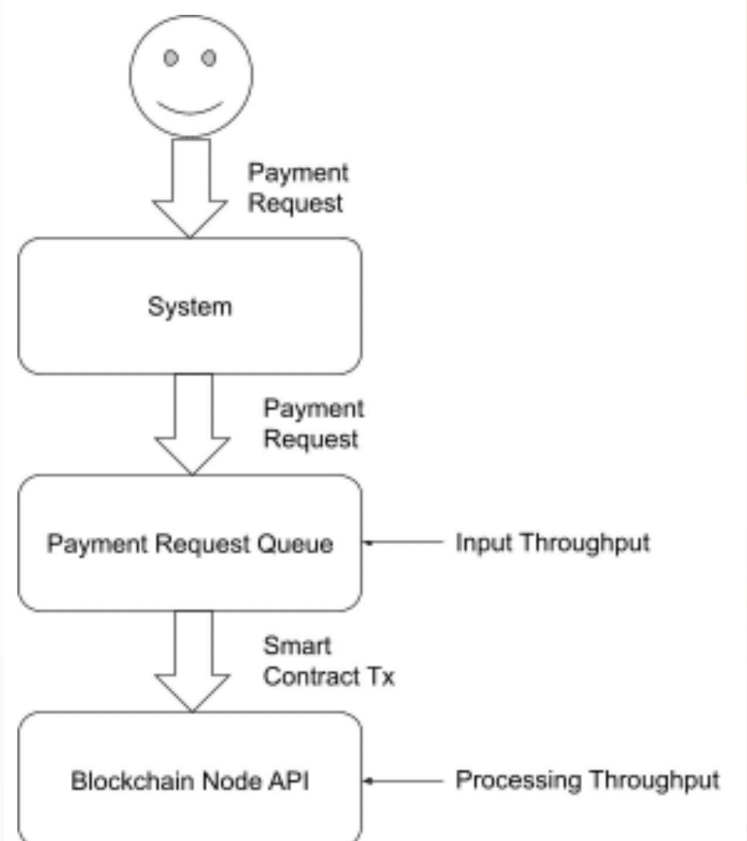 Payment
Request
System
Payment
Request
Payment Request Queue
Input Throughput
Smart
Contract Tx
Blockchain Node API
Processing Throughput